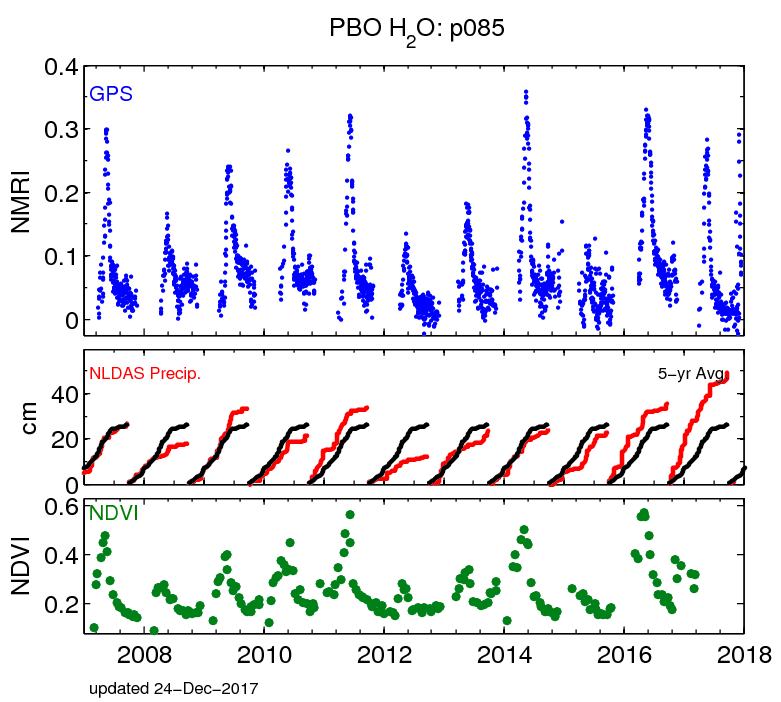 PBO H2O: p085
0.4
GPS
0.3
0.2
0.1
0
NMRI
NLDAS Precip.
5−yr Avg.
40
20
0
cm
0.6
NDVI
0.4
0.2
NDVI
2008 2010 2012 2014 2016 2018
updated 24−Dec−2017